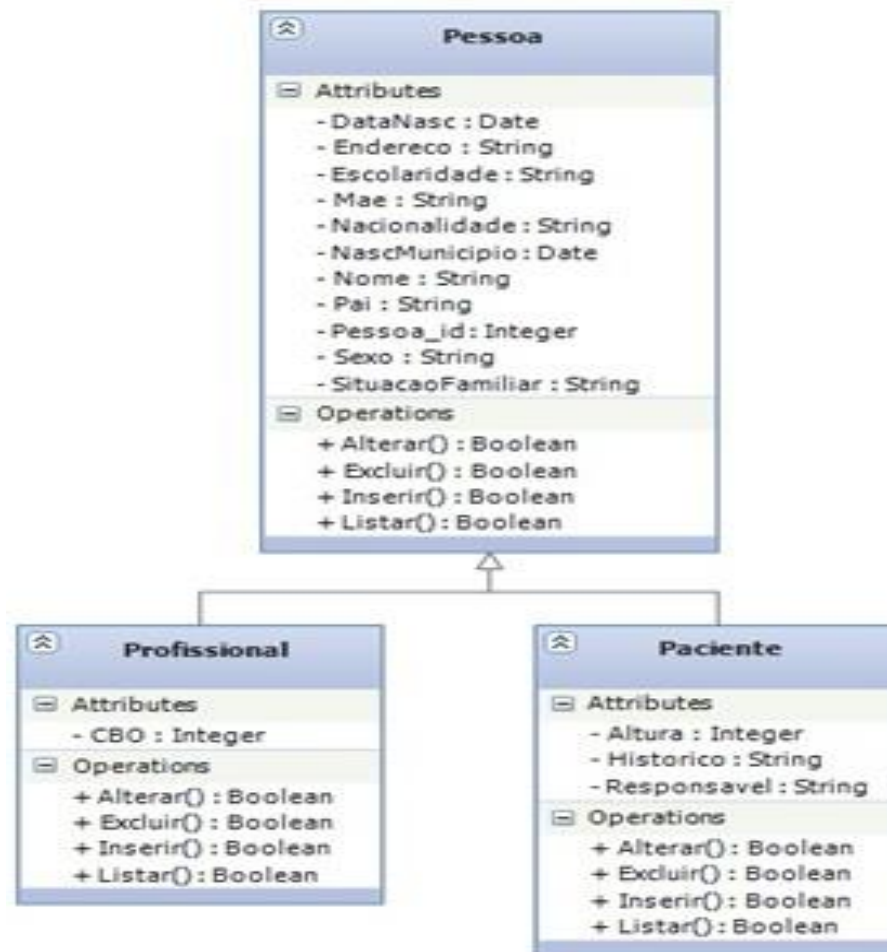 Pessoa
Attributes
- DataNasc : Date
- Endereco : String
- Escolaridade : String
- Mae : String
- Nacionalidade : String
- NascMunicipio : Date
- Nome : String
- Pai : String
- Pessoa_id : Integer
- Sexo : String
- SituacaoFamiliar : String
Operations
+ Alterar() : Boolean
+ Excluir() : Boolean
+ Inserir() : Boolean
+ Listar() : Boolean
Profissional
Attributes
- CBO : Integer
Operations
+ Alterar() : Boolean
+ Excluir() : Boolean
+ Inserir() : Boolean
+ Listar() : Boolean
Paciente
Attributes
- Altura : Integer
- Historico : String
- Responsavel : String
Operations
+ Alterar() : Boolean
+ Excluir() : Boolean
+ Inserir() : Boolean
+ Listar() : Boolean